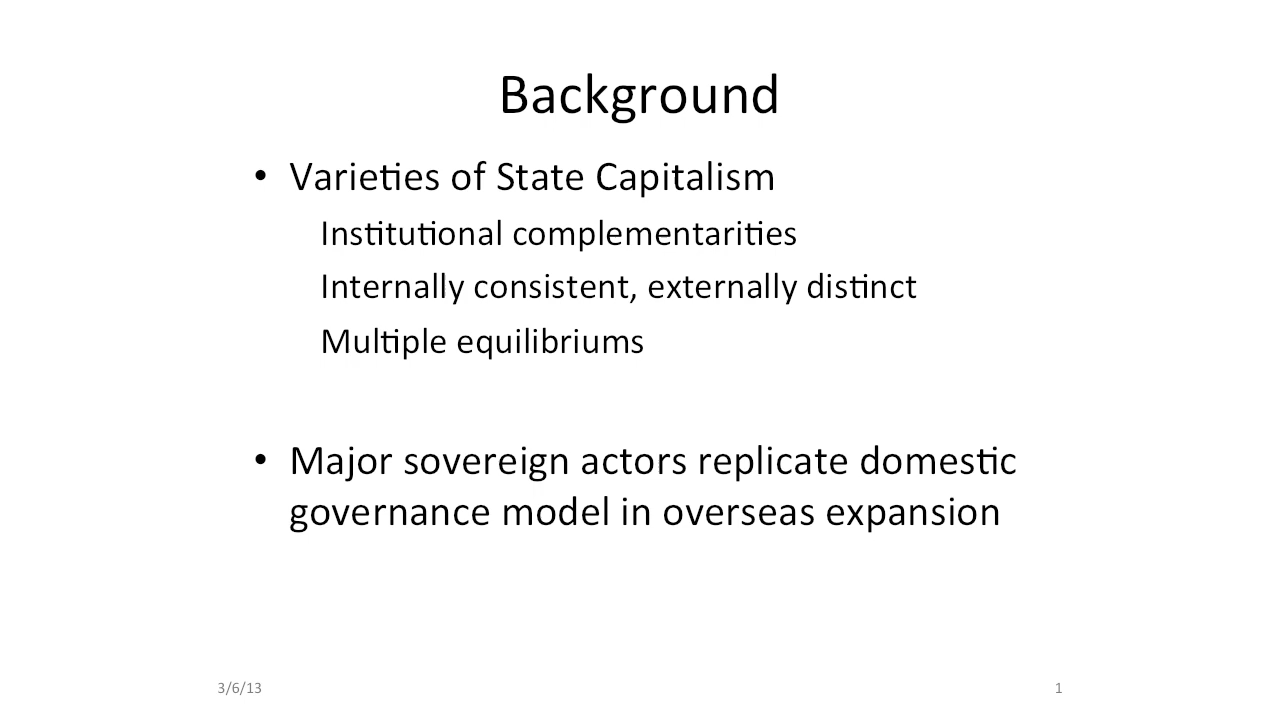 Background
• Varieties of State Capitalism
Institutional complementarities
Internally consistent, externally distinct
Multiple equilibriums
• Major sovereign actors replicate domestic
governance model in overseas expansion
3/6/13
1